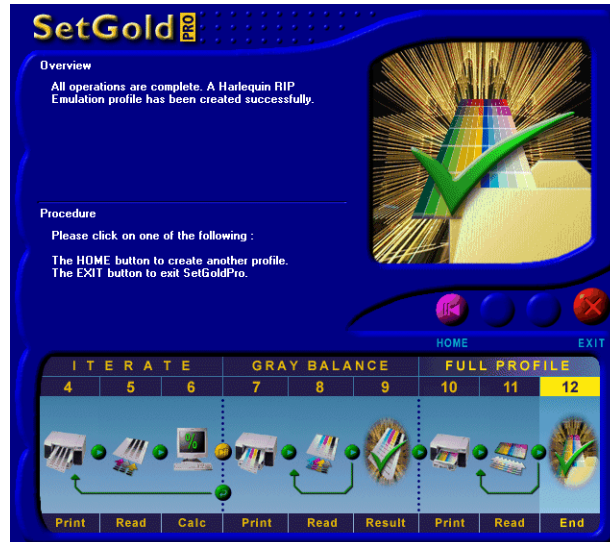 SetGold PRO
Overview
All operations are complete. A Harlequin RIP
Emulation profile has been created successfully.
Procedure
Please click on one of the following :
The HOME button to create another profile.
The EXIT button to exit SetGoldPro.
HOME EXIT
ITERATE GRAY BALANCE FULL PROFILE
4 5 6 7 8 9 10 11 12
%
Print Read Calc Print Read Result Print Read End